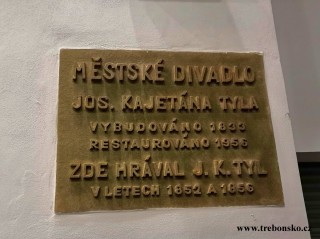 MĚSTSKÉ DIVADLO
JOS. KAJETÁNA TYLA
VYBUDOVÁNO 1833
RESTAUROVÁNO 1956
ZDE HRÁVAL J. K. TYL
V LETECH 1852 A 1856
www.trebonsko.cz